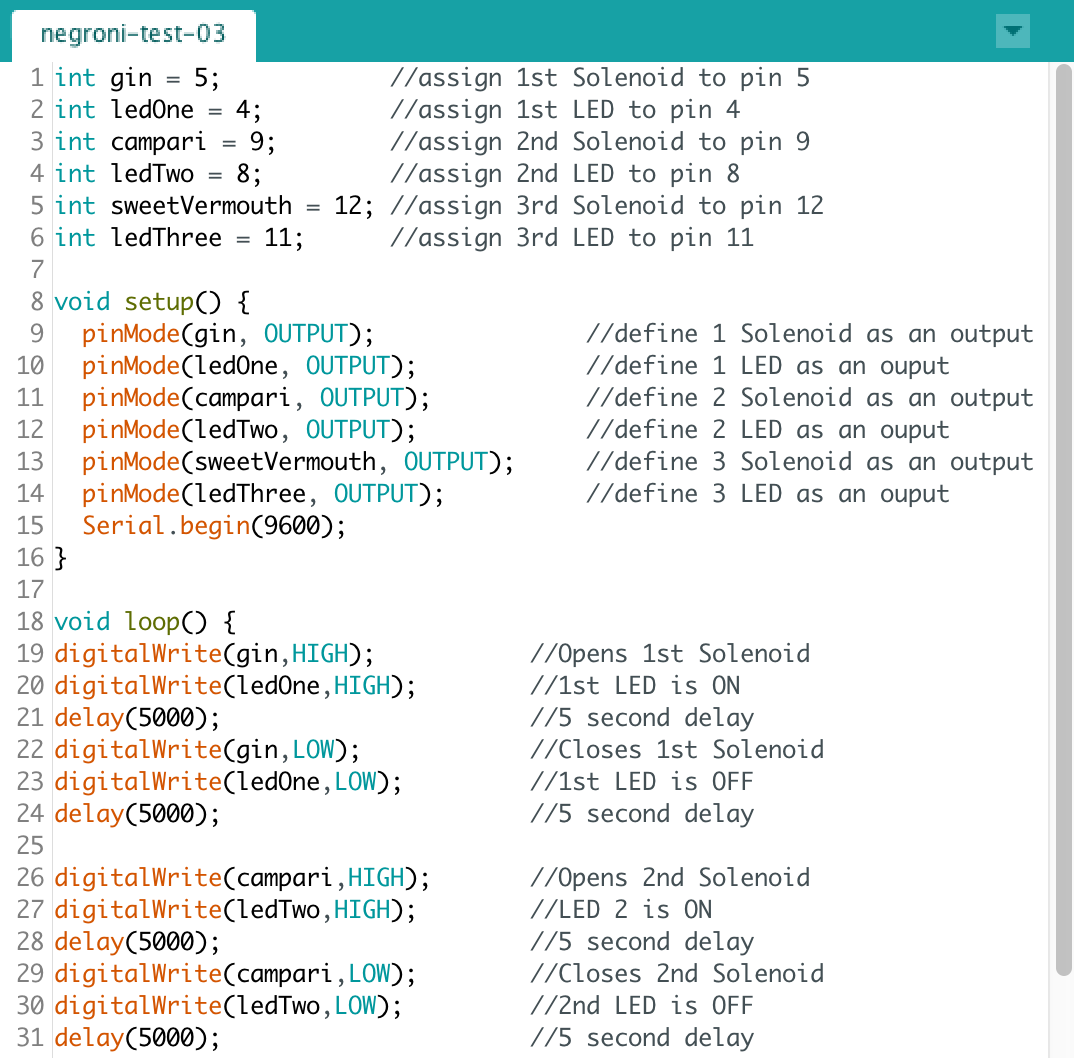 negroni-test-03
1 int gin = 5;            //assign 1st Solenoid to pin 5
2 int ledOne = 4;         //assign 1st LED to pin 4
3 int campari = 9;        //assign 2nd Solenoid to pin 9
4 int ledTwo = 8;         //assign 2nd LED to pin 8
5 int sweetVermouth = 12; //assign 3rd Solenoid to pin 12
6 int ledThree = 11;      //assign 3rd LED to pin 11
7
8 void setup() {
9   pinMode(gin, OUTPUT);               //define 1 Solenoid as an output
10   pinMode(ledOne, OUTPUT);            //define 1 LED as an ouput
11   pinMode(campari, OUTPUT);           //define 2 Solenoid as an output
12   pinMode(ledTwo, OUTPUT);            //define 2 LED as an ouput
13   pinMode(sweetVermouth, OUTPUT);     //define 3 Solenoid as an output
14   pinMode(ledThree, OUTPUT);          //define 3 LED as an ouput
15   Serial.begin(9600);
16 }
17
18 void loop() {
19 digitalWrite(gin,HIGH);           //Opens 1st Solenoid
20 digitalWrite(ledOne,HIGH);        //1st LED is ON
21 delay(5000);                      //5 second delay
22 digitalWrite(gin,LOW);            //Closes 1st Solenoid
23 digitalWrite(ledOne,LOW);         //1st LED is OFF
24 delay(5000);                      //5 second delay
25
26 digitalWrite(campari,HIGH);       //Opens 2nd Solenoid
27 digitalWrite(ledTwo,HIGH);        //LED 2 is ON
28 delay(5000);                      //5 second delay
29 digitalWrite(campari,LOW);        //Closes 2nd Solenoid
30 digitalWrite(ledTwo,LOW);         //2nd LED is OFF
31 delay(5000);                      //5 second delay